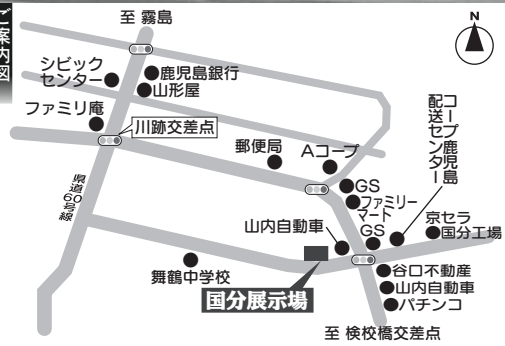 ご案内図
至 霧島
N
シビック
センター
鹿児島銀行
山形屋
ファミリ庵
川跡交差点
郵便局
Aコープ
コープ鹿児島
配送センター
県道60号線
GS
ファミリー
マート
山内自動車
GS
京セラ
国分工場
舞鶴中学校
国分展示場
谷口不動産
山内自動車
パチンコ
至 検校橋交差点